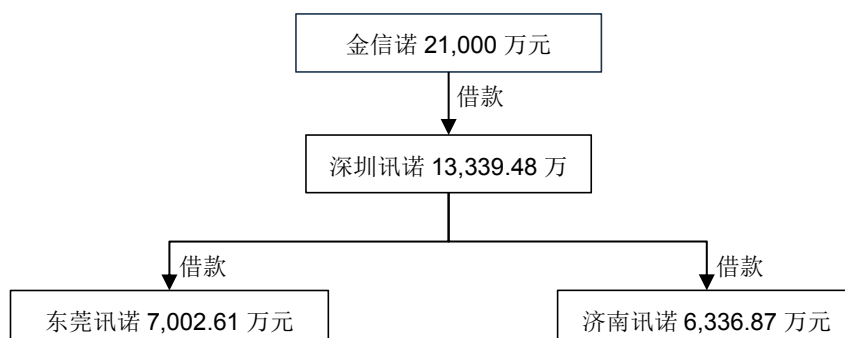 金信诺 21,000 万元
借款
深圳讯诺 13,339.48 万
借款
借款
东莞讯诺 7,002.61 万元
济南讯诺 6,336.87 万元